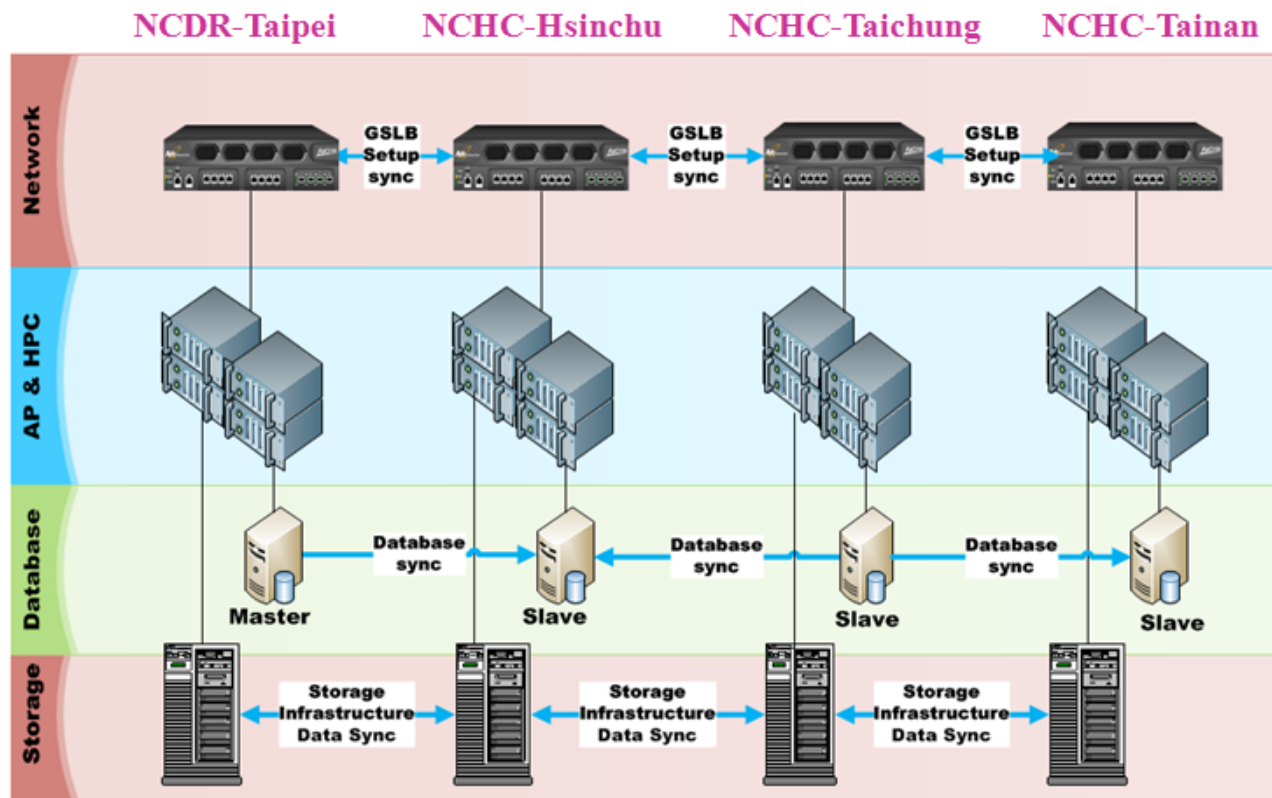 NCDR-Taipei
NCHC-Hsinchu
NCHC-Taichung
NCHC-Tainan
Network
GSLB
Setup
sync
GSLB
Setup
sync
GSLB
Setup
sync
AP & HPC
Database
Database
sync
Database
sync
Database
sync
Master
Slave
Slave
Slave
Storage
Storage
Infrastructure
Data Sync
Storage
Infrastructure
Data Sync
Storage
Infrastructure
Data Sync